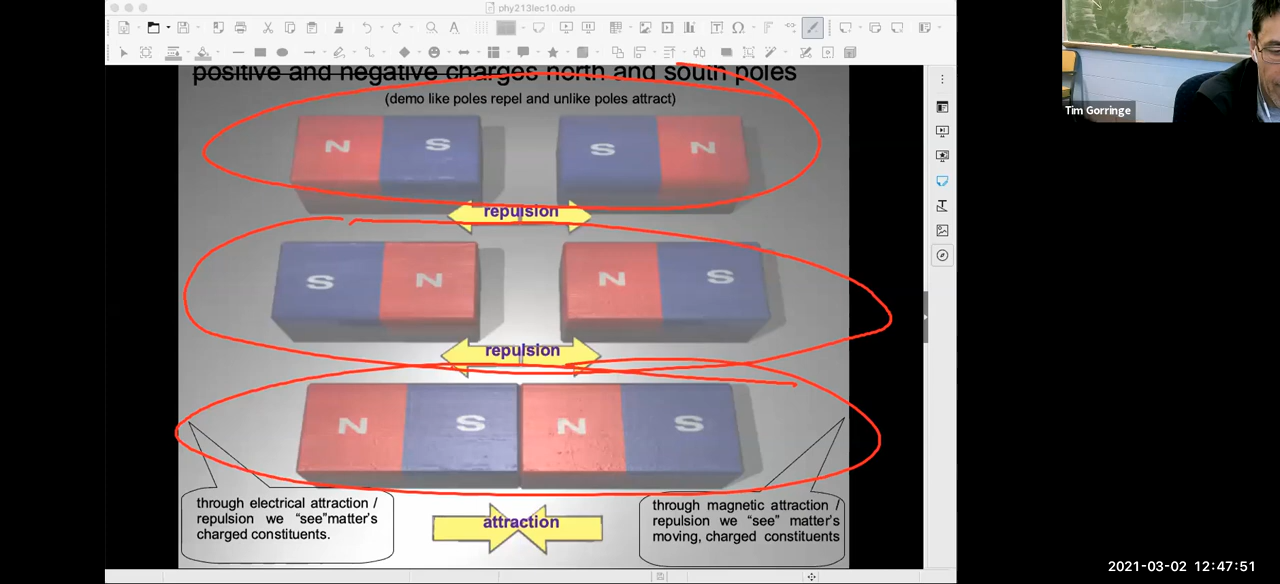 phy213lec10.odp
positive and negative charges north and south poles
(demo like poles repel and unlike poles attract)
N S S N
repulsion
S N N S
repulsion
N S N S
through electrical attraction /
repulsion we “see”matter's
charged constituents.
attraction
through magnetic attraction /
repulsion we “see” matter's
moving, charged constituents
Tim Gorringe
2021-03-02 12:47:51